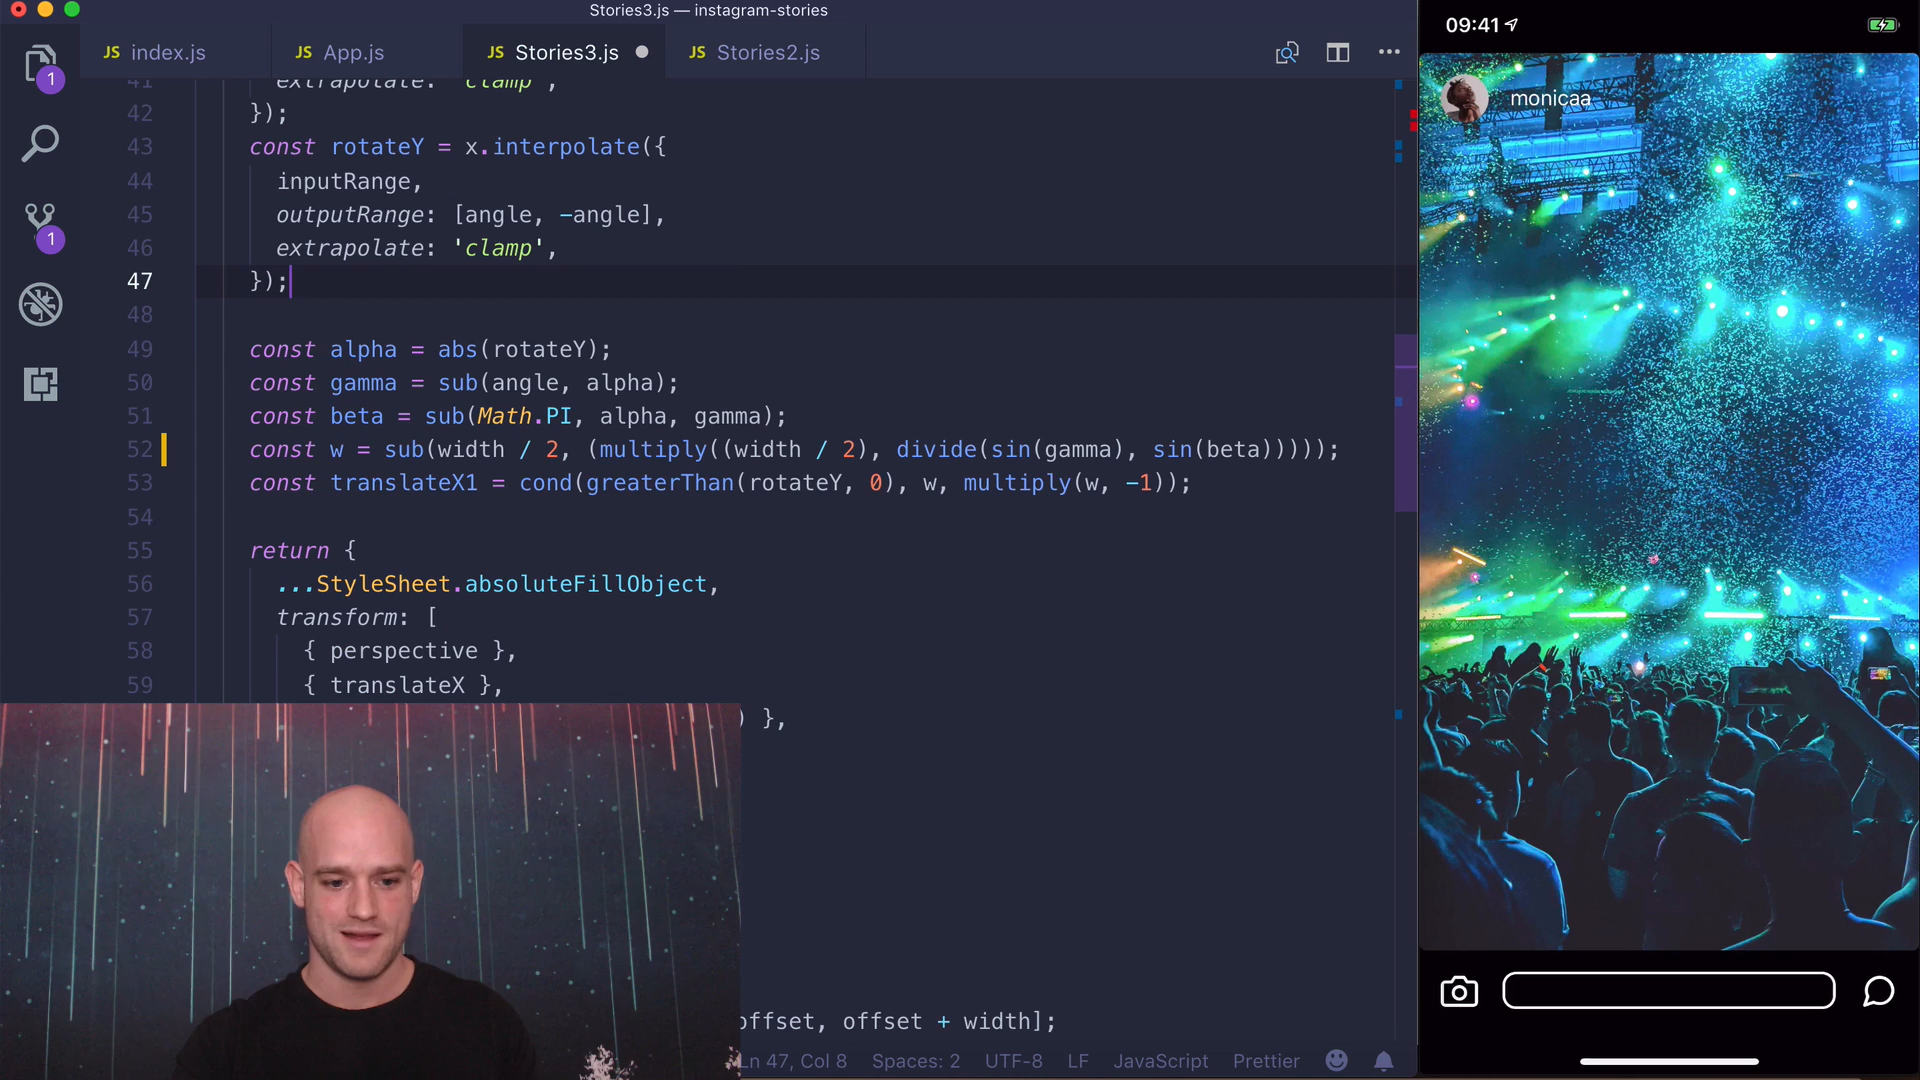 Stories3.js — instagram-stories
JS index.js
JS App.js
JS Stories3.js
JS Stories2.js
1
1
41 extrapolate: 'clamp',
42 });
43 const rotateY = x.interpolate({
44 inputRange,
45 outputRange: [angle, -angle],
46 extrapolate: 'clamp',
47 });
48
49 const alpha = abs(rotateY);
50 const gamma = sub(angle, alpha);
51 const beta = sub(Math.PI, alpha, gamma);
52 const w = sub(width / 2, (multiply((width / 2), divide(sin(gamma), sin(beta)))));
53 const translateX1 = cond(greaterThan(rotateY, 0), w, multiply(w, -1));
54
55 return {
56 ...StyleSheet.absoluteFillObject,
57 transform: [
58 { perspective },
59 { translateX },
) },
offset, offset + width];
Ln 47, Col 8 Spaces: 2 UTF-8 LF JavaScript Prettier
09:41
monicaa